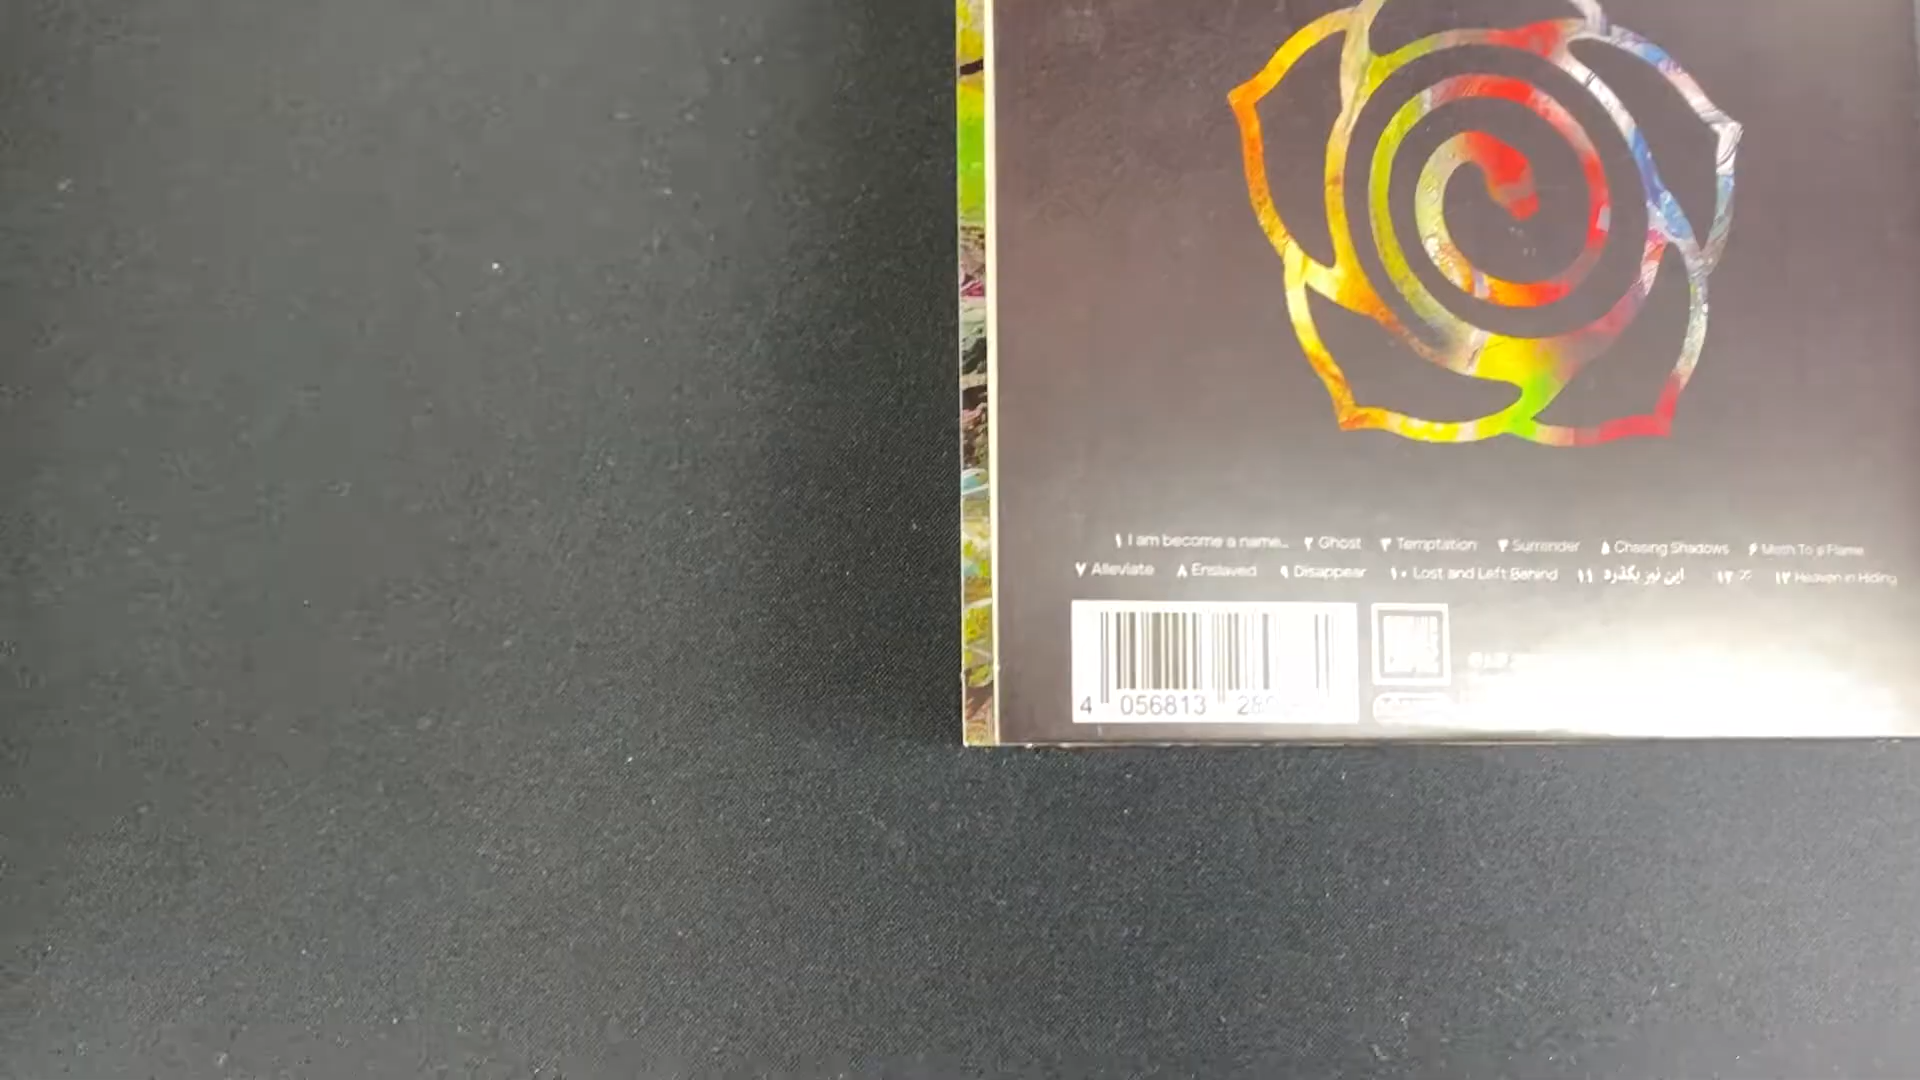 ۱ I am become a name... ۲ Ghost ۳ Temptation ۴ Surrender ۵ Chasing Shadows ۶ Moth To a Flame
۷ Alleviate ۸ Enslaved ۹ Disappear ۱۰ Lost and Left Behind ۱۱ این نیز بگذرد ۱۲ ۱۳ Heaven in Hiding
4 056813 28